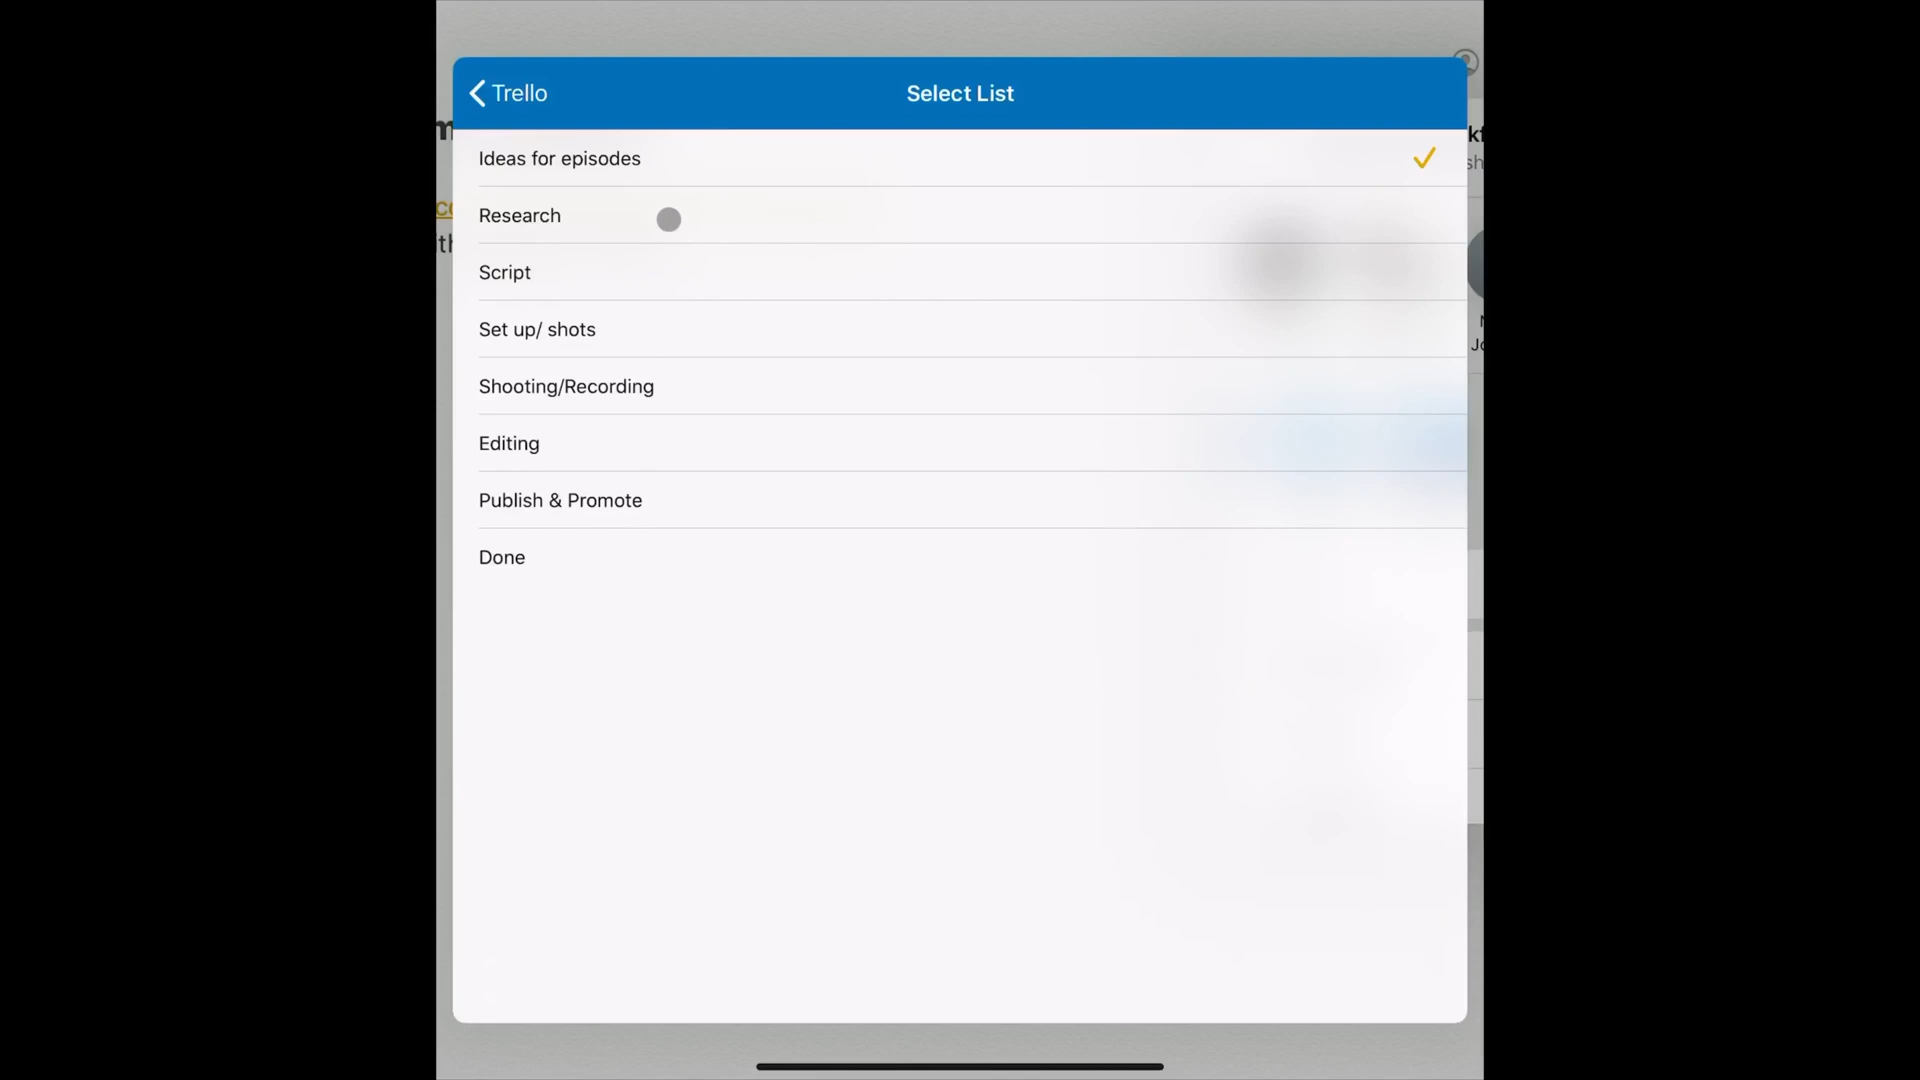 Trello
Select List
Ideas for episodes
Research
Script
Set up/ shots
Shooting/Recording
Editing
Publish & Promote
Done